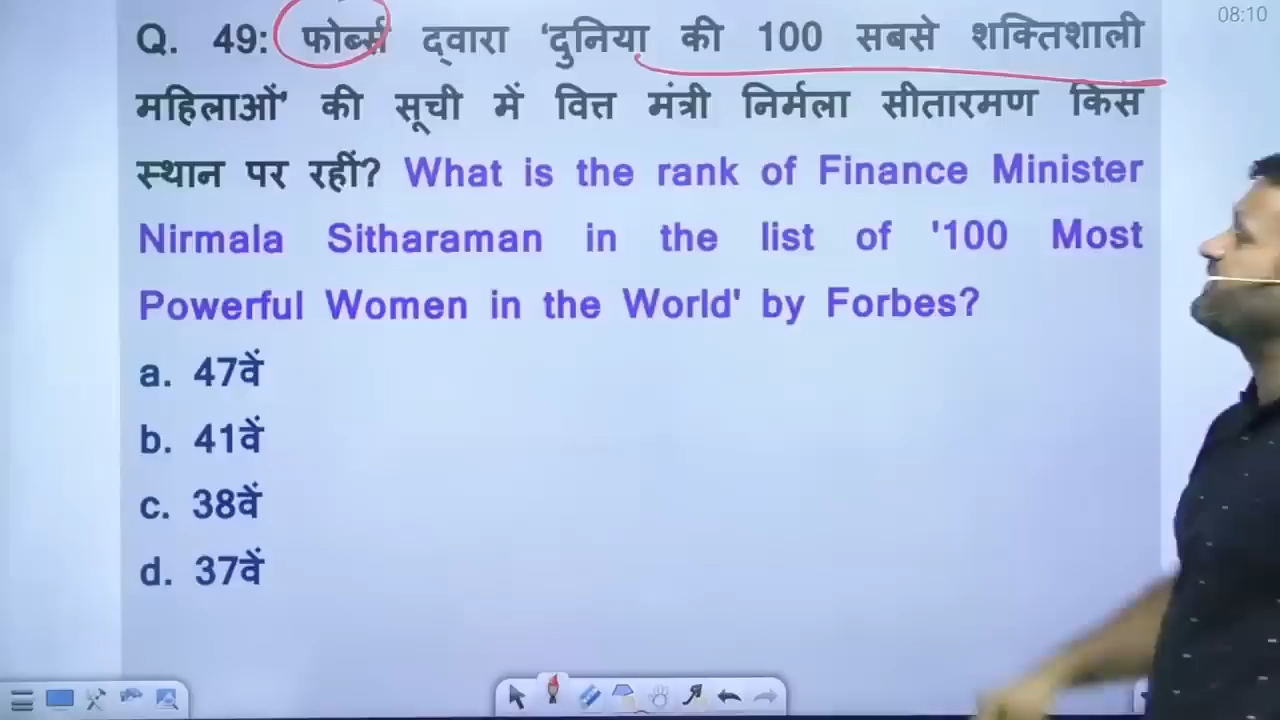 08:10
Q. 49: फोर्ब्स द्वारा ‘दुनिया की 100 सबसे शक्तिशाली
महिलाओं’ की सूची में वित्त मंत्री निर्मला सीतारमण किस
स्थान पर रहीं? What is the rank of Finance Minister
Nirmala Sitharaman in the list of '100 Most
Powerful Women in the World' by Forbes?
a. 47वें
b. 41वें
c. 38वें
d. 37वें